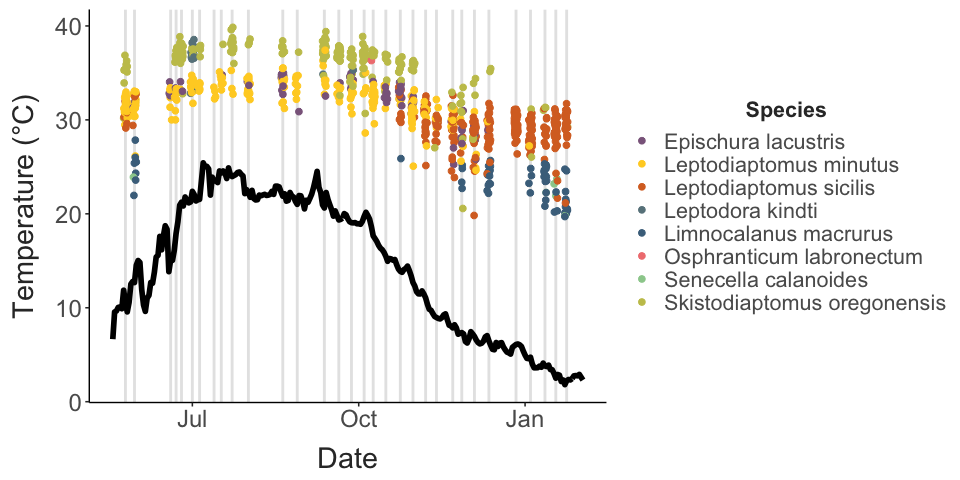 40
30
20
10
0
Temperature (°C)
Jul
Oct
Jan
Date
Species
Epischura lacustris
Leptodiaptomus minutus
Leptodiaptomus sicilis
Leptodora kindti
Limnocalanus macrurus
Osphranticum labronectum
Senecella calanoides
Skistodiaptomus oregonensis